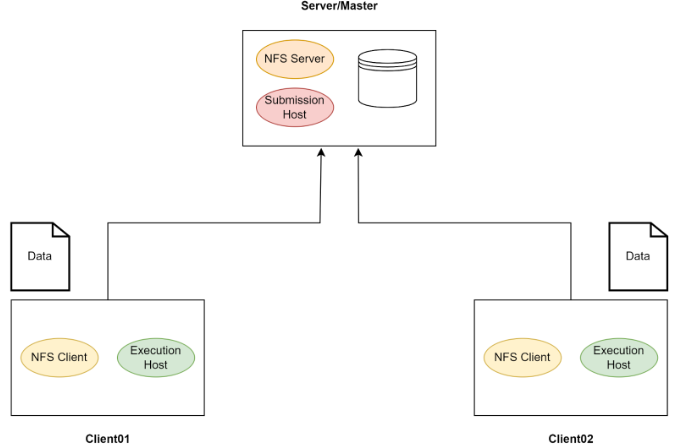 Server/Master
NFS Server
Submission
Host
Data
Data
NFS Client
Execution
Host
NFS Client
Execution
Host
Client01
Client02